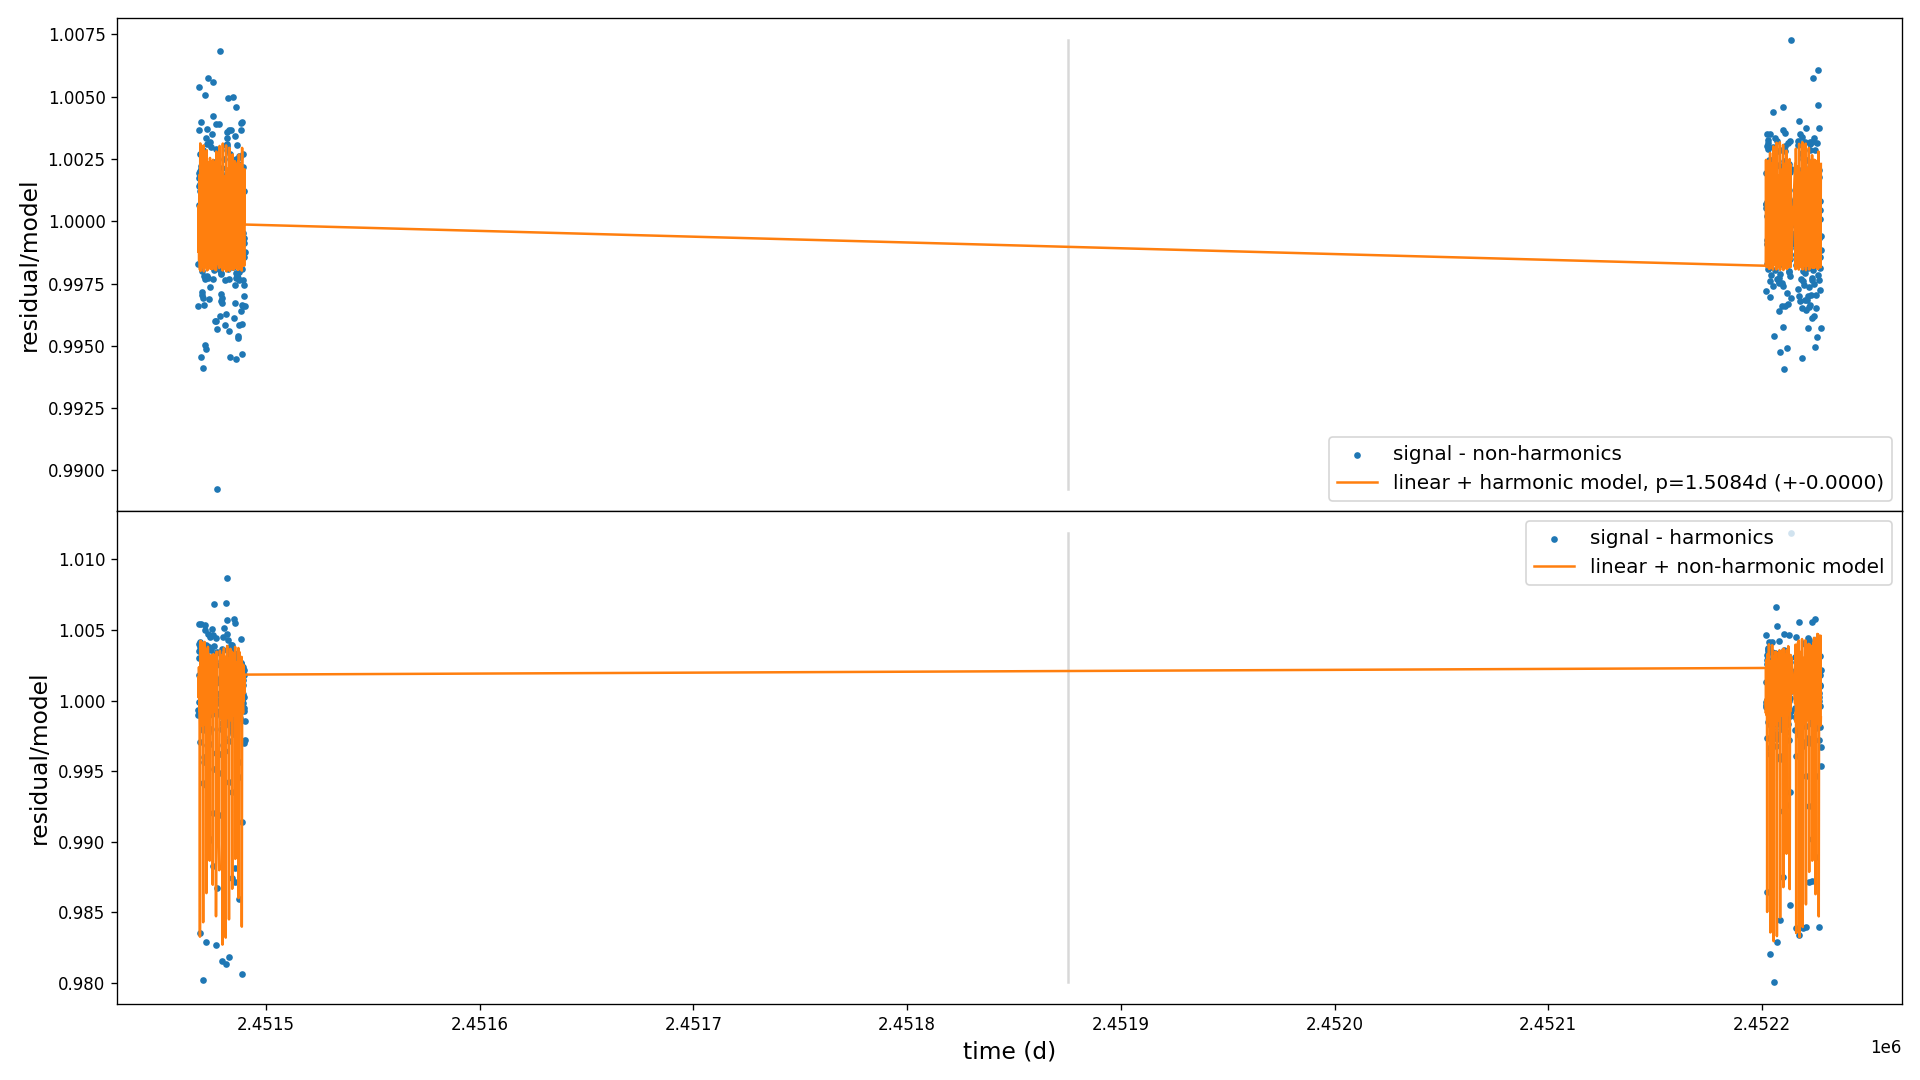 1.0075
1.0050
1.0025
1.0000
0.9975
0.9950
0.9925
0.9900
residual/model
signal - non-harmonics
linear + harmonic model, p=1.5084d (+-0.0000)
1.010
1.005
1.000
0.995
0.990
0.985
0.980
residual/model
signal - harmonics
linear + non-harmonic model
2.4515
2.4516
2.4517
2.4518
2.4519
2.4520
2.4521
2.4522
1e6
time (d)